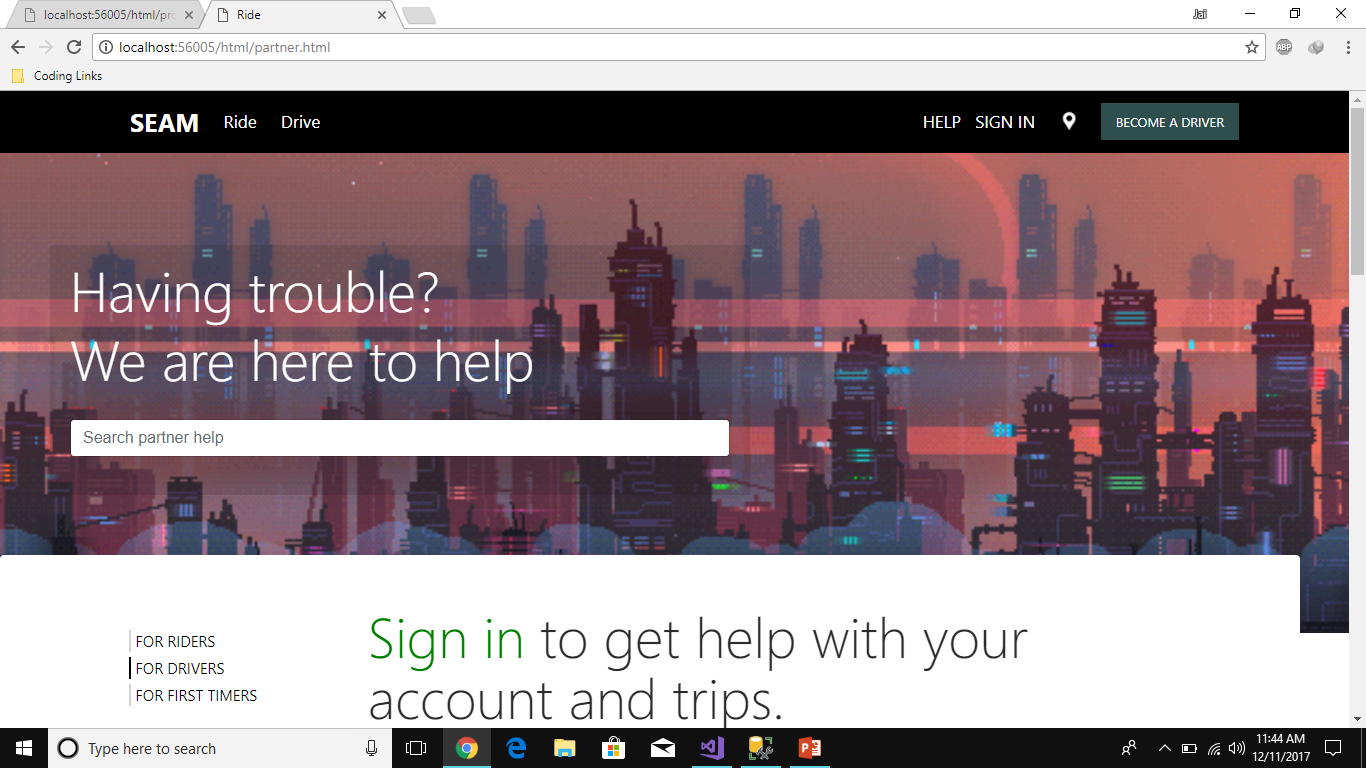 localhost:56005/html/pro
Ride
Jafi
localhost:56005/html/partner.html
ABP
Coding Links
SEAM Ride Drive HELP SIGN IN BECOME A DRIVER
Having trouble?
We are here to help
Search partner help
FOR RIDERS
FOR DRIVERS
FOR FIRST TIMERS
Sign in to get help with your
account and trips.
Type here to search
11:44 AM
12/11/2017